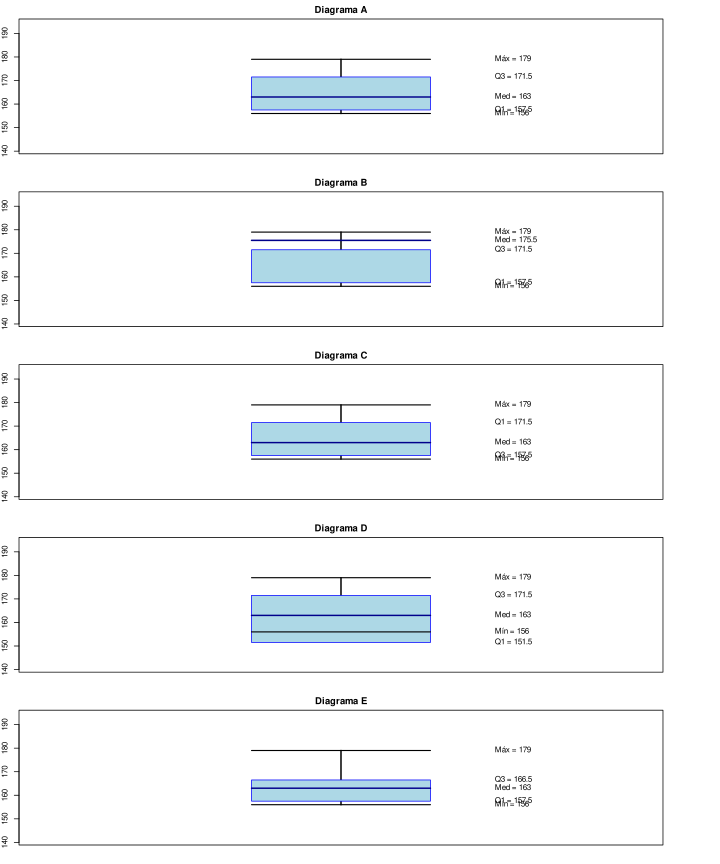 Diagrama A
190
180
170
160
150
140
Máx = 179
Q3 = 171.5
Med = 163
Q1 = 157.5
Mín = 156
Diagrama B
190
180
170
160
150
140
Máx = 179
Med = 175.5
Q3 = 171.5
Q1 = 157.5
Mín = 156
Diagrama C
190
180
170
160
150
140
Máx = 179
Q1 = 171.5
Med = 163
Q3 = 157.5
Mín = 156
Diagrama D
190
180
170
160
150
140
Máx = 179
Q3 = 171.5
Med = 163
Mín = 156
Q1 = 151.5
Diagrama E
190
180
170
160
150
140
Máx = 179
Q3 = 166.5
Med = 163
Q1 = 157.5
Mín = 156